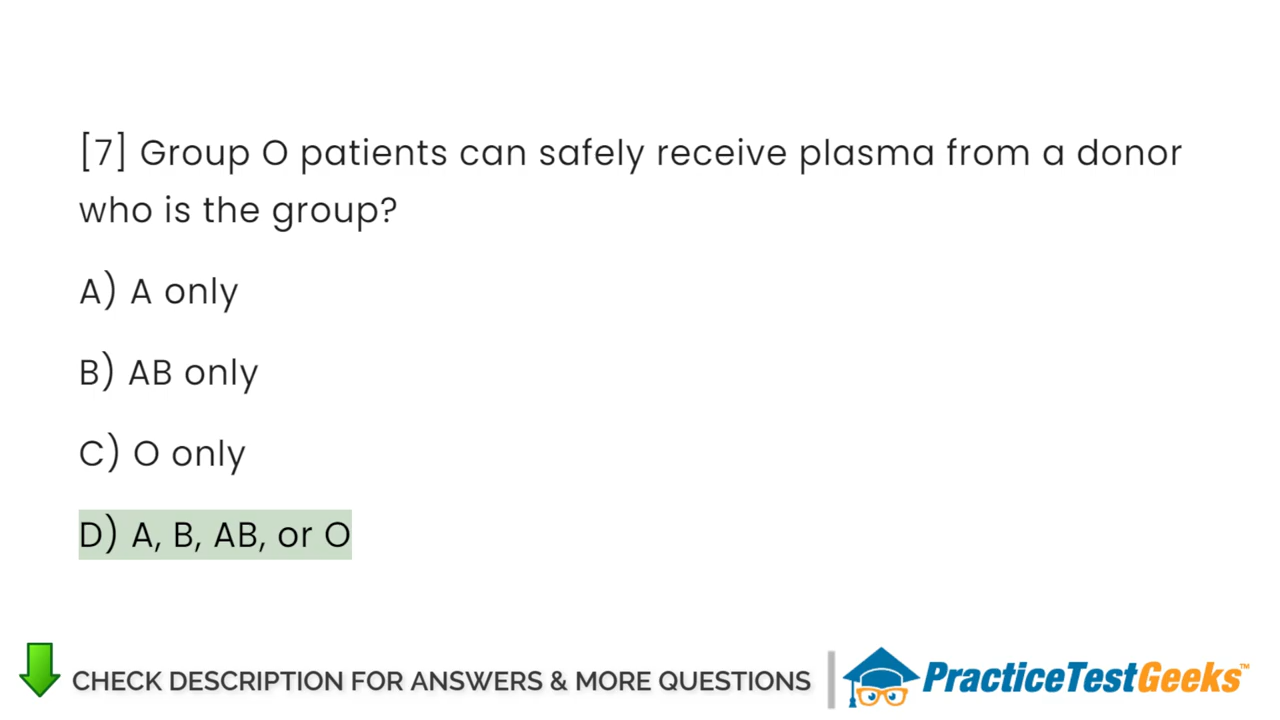 [7] Group O patients can safely receive plasma from a donor
who is the group?
A) A only
B) AB only
C) O only
D) A, B, AB, or O
CHECK DESCRIPTION FOR ANSWERS & MORE QUESTIONS
PracticeTestGeeks™